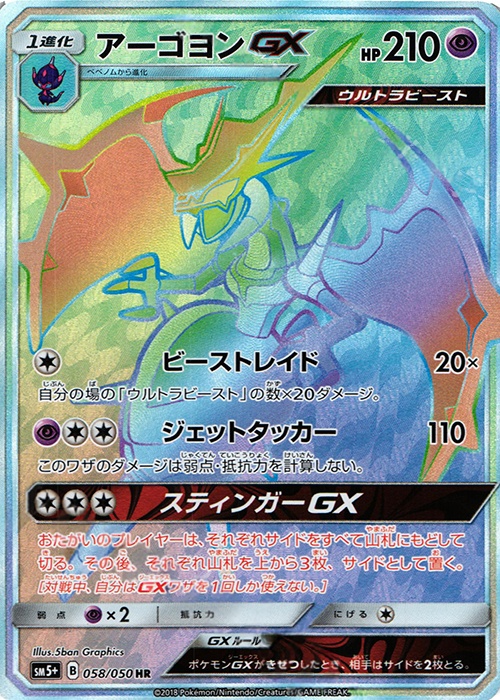 1進化
アーゴヨンGX
HP210
ベベノムから進化
ウルトラビースト
ビーストレイド 20×
自分の場の「ウルトラビースト」の数×20ダメージ。
ジェットタッカー 110
このワザのダメージは弱点・抵抗力を計算しない。
スティンガーGX
おたがいのプレイヤーは、それぞれサイドをすべて山札にもどして
切る。その後、それぞれ山札を上から3枚、サイドとして置く。
[対戦中、自分はGXワザを1回しか使えない。]
弱点 ×2 抵抗力 にげる
Illus.5ban Graphics
GXルール
SM5+ B 058/050 HR
ポケモンGXがきぜつしたとき、相手はサイドを2枚とる。
©2018 Pokémon/Nintendo/Creatures/GAME FREAK.